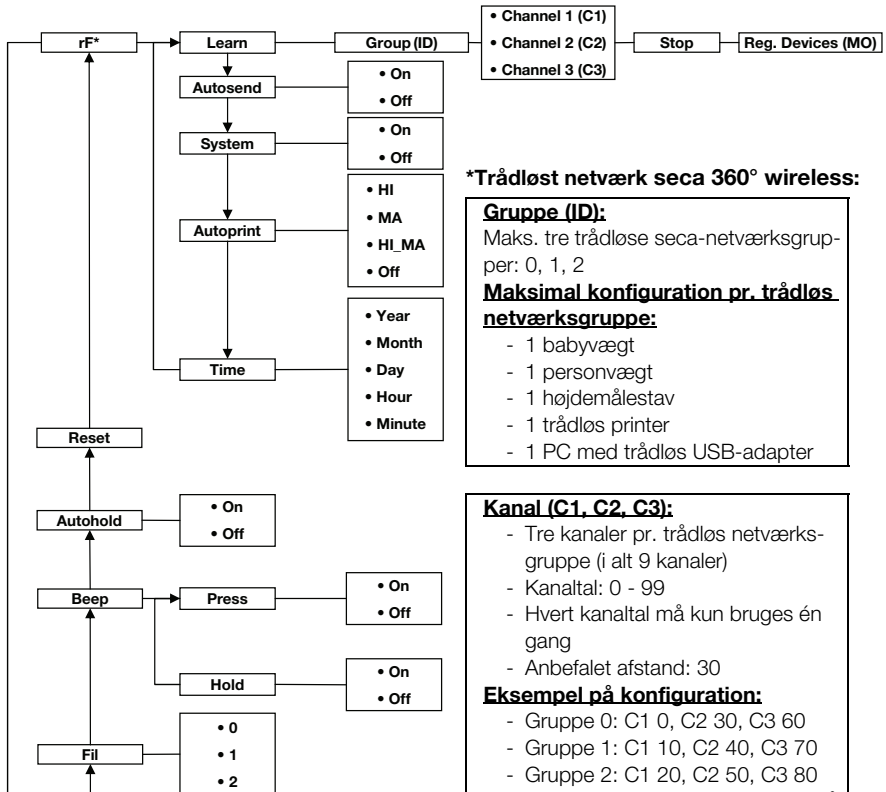 rF*
Learn
Group (ID)
• Channel 1 (C1)
• Channel 2 (C2)
• Channel 3 (C3)
Stop
Reg. Devices (MO)
Autosend
• On
• Off
System
• On
• Off
Autoprint
• HI
• MA
• HI_MA
• Off
Time
• Year
• Month
• Day
• Hour
• Minute
Reset
Autohold
• On
• Off
Beep
Press
• On
• Off
Hold
• On
• Off
Fil
• 0
• 1
• 2
*Trådløst netværk seca 360° wireless:
Gruppe (ID):
Maks. tre trådløse seca-netværksgrup-
per: 0, 1, 2
Maksimal konfiguration pr. trådløs
netværksgruppe:
- 1 babyvægt
- 1 personvægt
- 1 højdemålestav
- 1 trådløs printer
- 1 PC med trådløs USB-adapter
Kanal (C1, C2, C3):
- Tre kanaler pr. trådløs netværks-
gruppe (i alt 9 kanaler)
- Kanaltal: 0 - 99
- Hvert kanaltal må kun bruges én
gang
- Anbefalet afstand: 30
Eksempel på konfiguration:
- Gruppe 0: C1 0, C2 30, C3 60
- Gruppe 1: C1 10, C2 40, C3 70
- Gruppe 2: C1 20, C2 50, C3 80